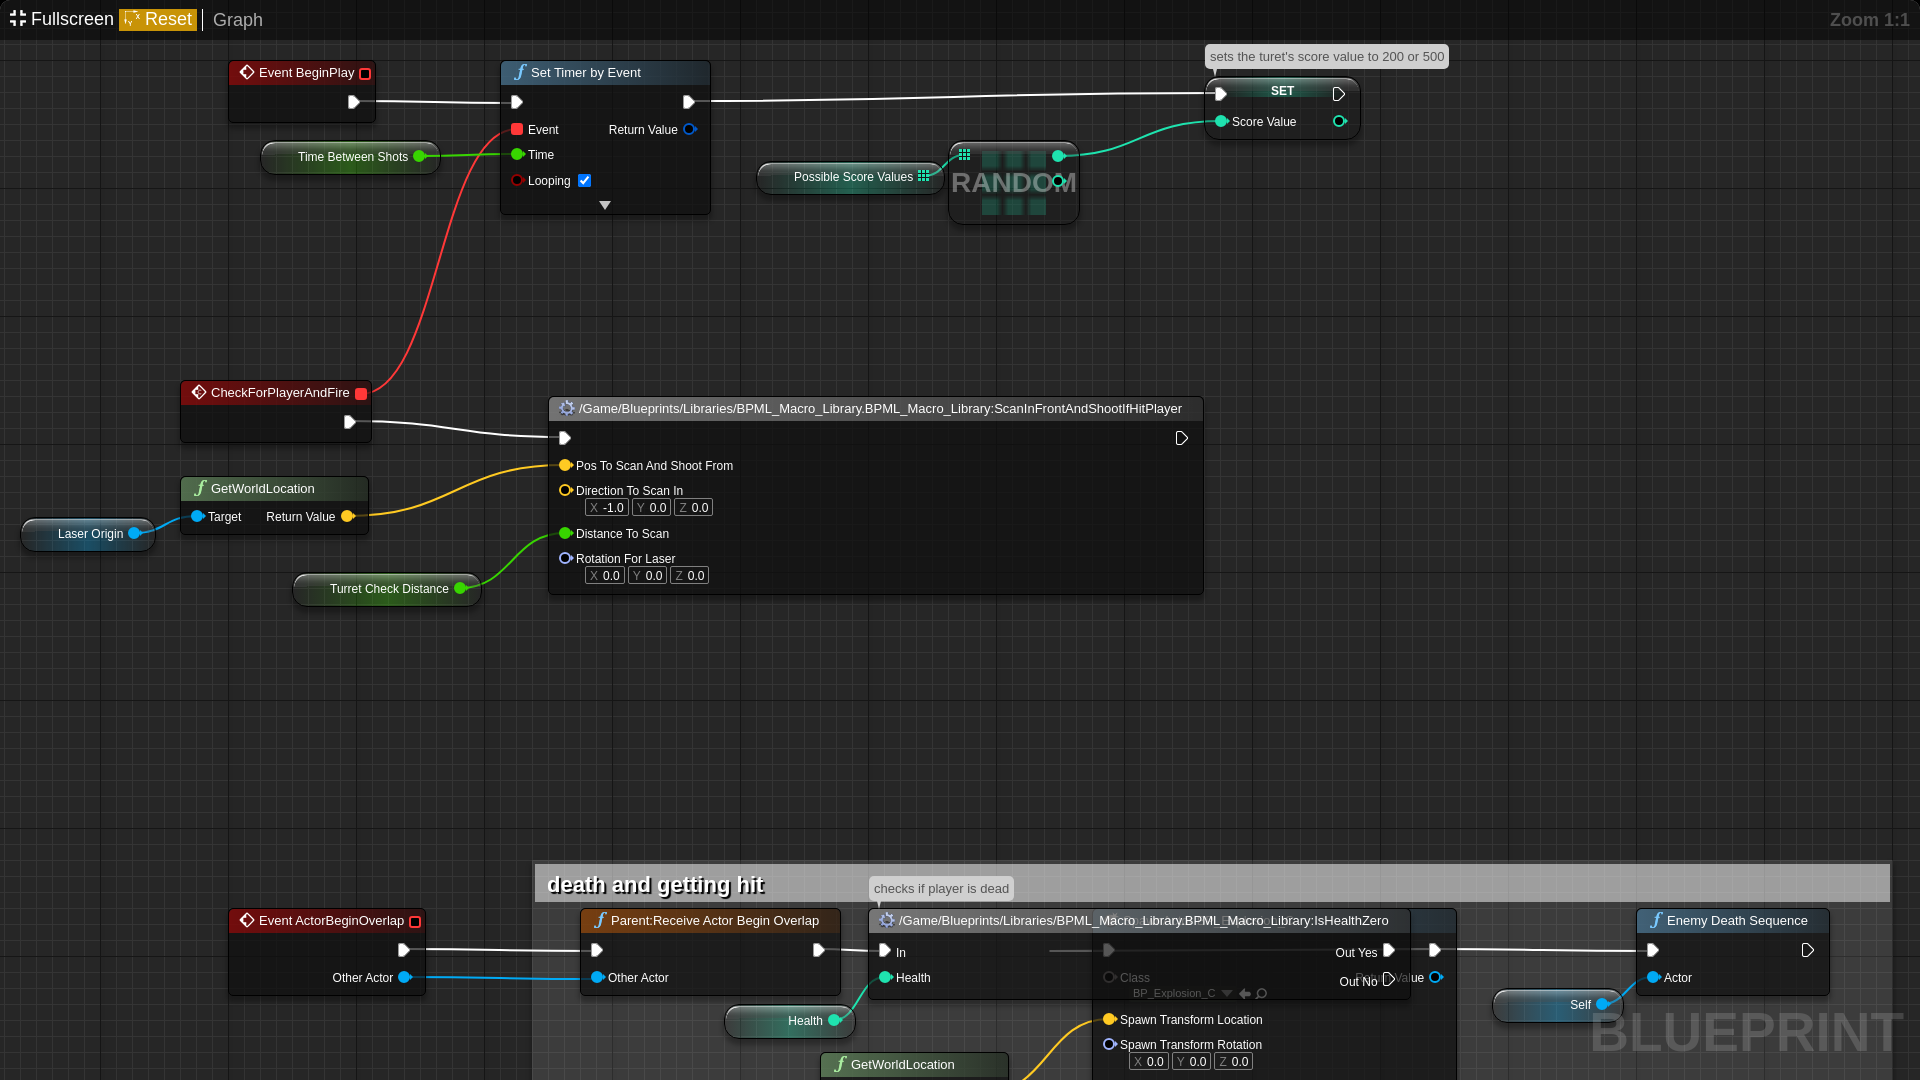 Fullscreen Reset Graph Zoom 1:1
sets the turet's score value to 200 or 500
Event BeginPlay
Set Timer by Event
Event Return Value
Time
Looping
Time Between Shots
SET
Score Value
Possible Score Values
RANDOM
CheckForPlayerAndFire
/Game/Blueprints/Libraries/BPML_Macro_Library.BPML_Macro_Library:ScanInFrontAndShootIfHitPlayer
Pos To Scan And Shoot From
Direction To Scan In
X -1.0 Y 0.0 Z 0.0
Distance To Scan
Rotation For Laser
X 0.0 Y 0.0 Z 0.0
GetWorldLocation
Target Return Value
Laser Origin
Turret Check Distance
death and getting hit
checks if player is dead
Event ActorBeginOverlap
Other Actor
Parent:Receive Actor Begin Overlap
Other Actor
/Game/Blueprints/Libraries/BPML_Macro_Library.BPML_Macro_Library:IsHealthZero
In Out Yes
Health Out No
Class Return Value
BP_Explosion_C
Spawn Transform Location
Spawn Transform Rotation
X 0.0 Y 0.0 Z 0.0
Health
GetWorldLocation
Enemy Death Sequence
Actor
Self
BLUEPRINT